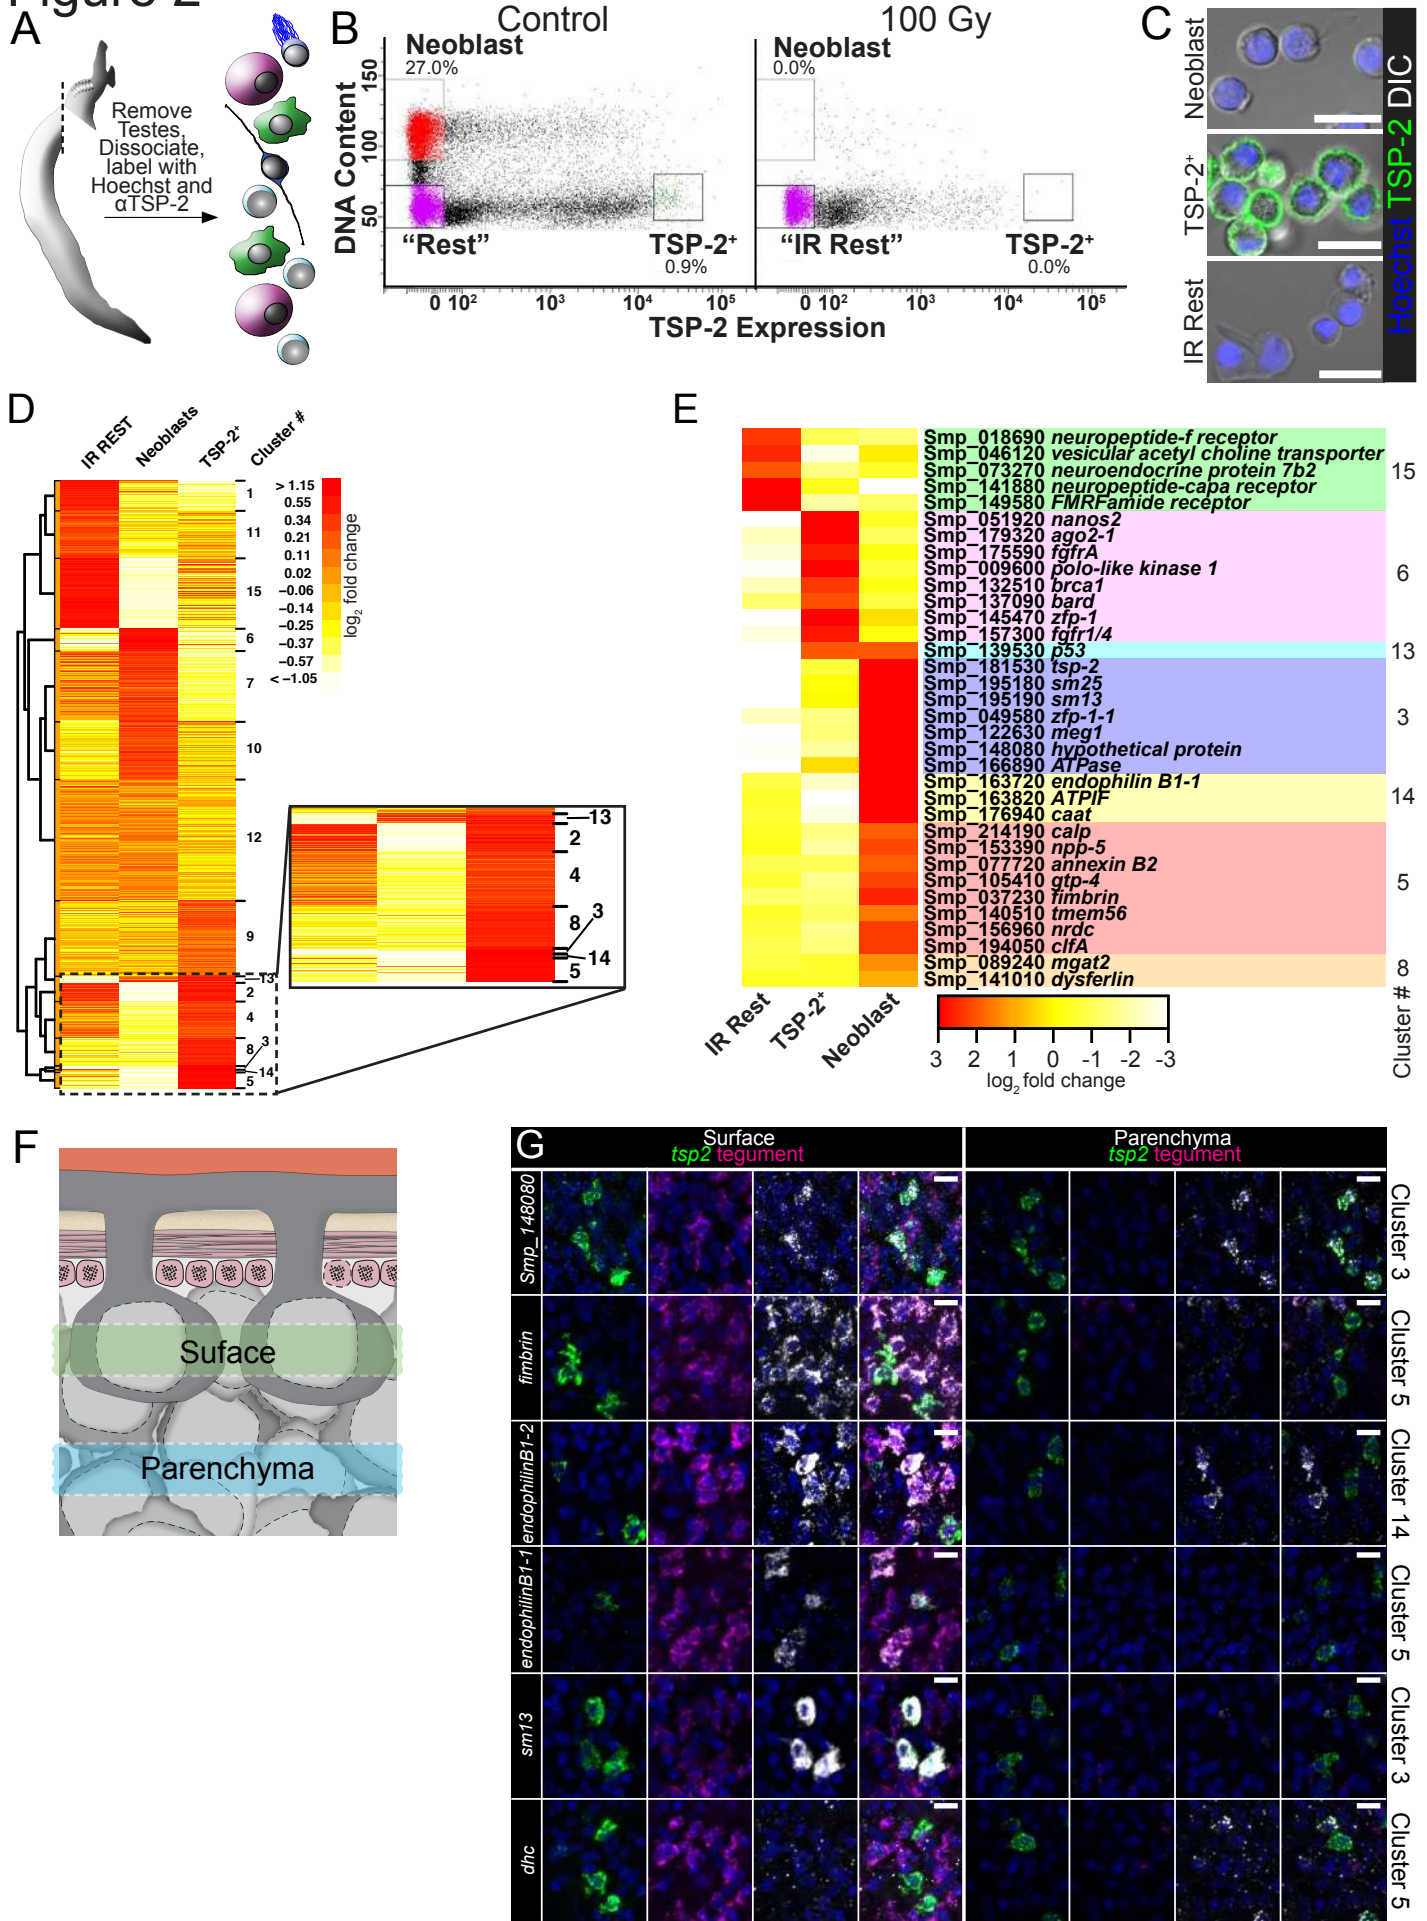 Figure 2
A
Remove
Testes,
Dissociate,
label with
Hoechst and
αTSP-2
B
Control
100 Gy
Neoblast
27.0%
Neoblast
0.0%
DNA Content
150
100
50
"Rest"
TSP-2⁺
0.9%
"IR Rest"
TSP-2⁺
0.0%
0 10² 10³ 10⁴ 10⁵
0 10² 10³ 10⁴ 10⁵
TSP-2 Expression
C
Neoblast
TSP-2⁺
IR Rest
Hoechst TSP-2 DIC
D
IR REST
Neoblasts
TSP-2⁺
Cluster #
1
11
15
6
7
10
12
9
13
2
4
8
3
14
5
> 1.15
0.55
0.34
0.21
0.11
0.02
−0.06
−0.14
−0.25
−0.37
−0.57
< −1.05
log₂ fold change
13
2
4
8
3
14
5
E
Smp_018690 neuropeptide-f receptor
Smp_046120 vesicular acetyl choline transporter
Smp_073270 neuroendocrine protein 7b2
Smp_141880 neuropeptide-capa receptor
Smp_149580 FMRFamide receptor
Smp_051920 nanos2
Smp_179320 ago2-1
Smp_175590 fgfrA
Smp_009600 polo-like kinase 1
Smp_132510 brca1
Smp_137090 bard
Smp_145470 zfp-1
Smp_157300 fgfr1/4
Smp_139530 p53
Smp_181530 tsp-2
Smp_195180 sm25
Smp_195190 sm13
Smp_049580 zfp-1-1
Smp_122630 meg1
Smp_148080 hypothetical protein
Smp_166890 ATPase
Smp_163720 endophilin B1-1
Smp_163820 ATPIF
Smp_176940 caat
Smp_214190 calp
Smp_153390 npp-5
Smp_077720 annexin B2
Smp_105410 gtp-4
Smp_037230 fimbrin
Smp_140510 tmem56
Smp_156960 nrdc
Smp_194050 clfA
Smp_089240 mgat2
Smp_141010 dysferlin
15
6
13
3
14
5
8
Cluster #
IR Rest
TSP-2⁺
Neoblast
3 2 1 0 -1 -2 -3
log₂ fold change
F
Suface
Parenchyma
G
Surface
tsp2 tegument
Parenchyma
tsp2 tegument
Smp_148080
Cluster 3
fimbrin
Cluster 5
endophilinB1-2
Cluster 14
endophilinB1-1
Cluster 5
sm13
Cluster 3
dhc
Cluster 5